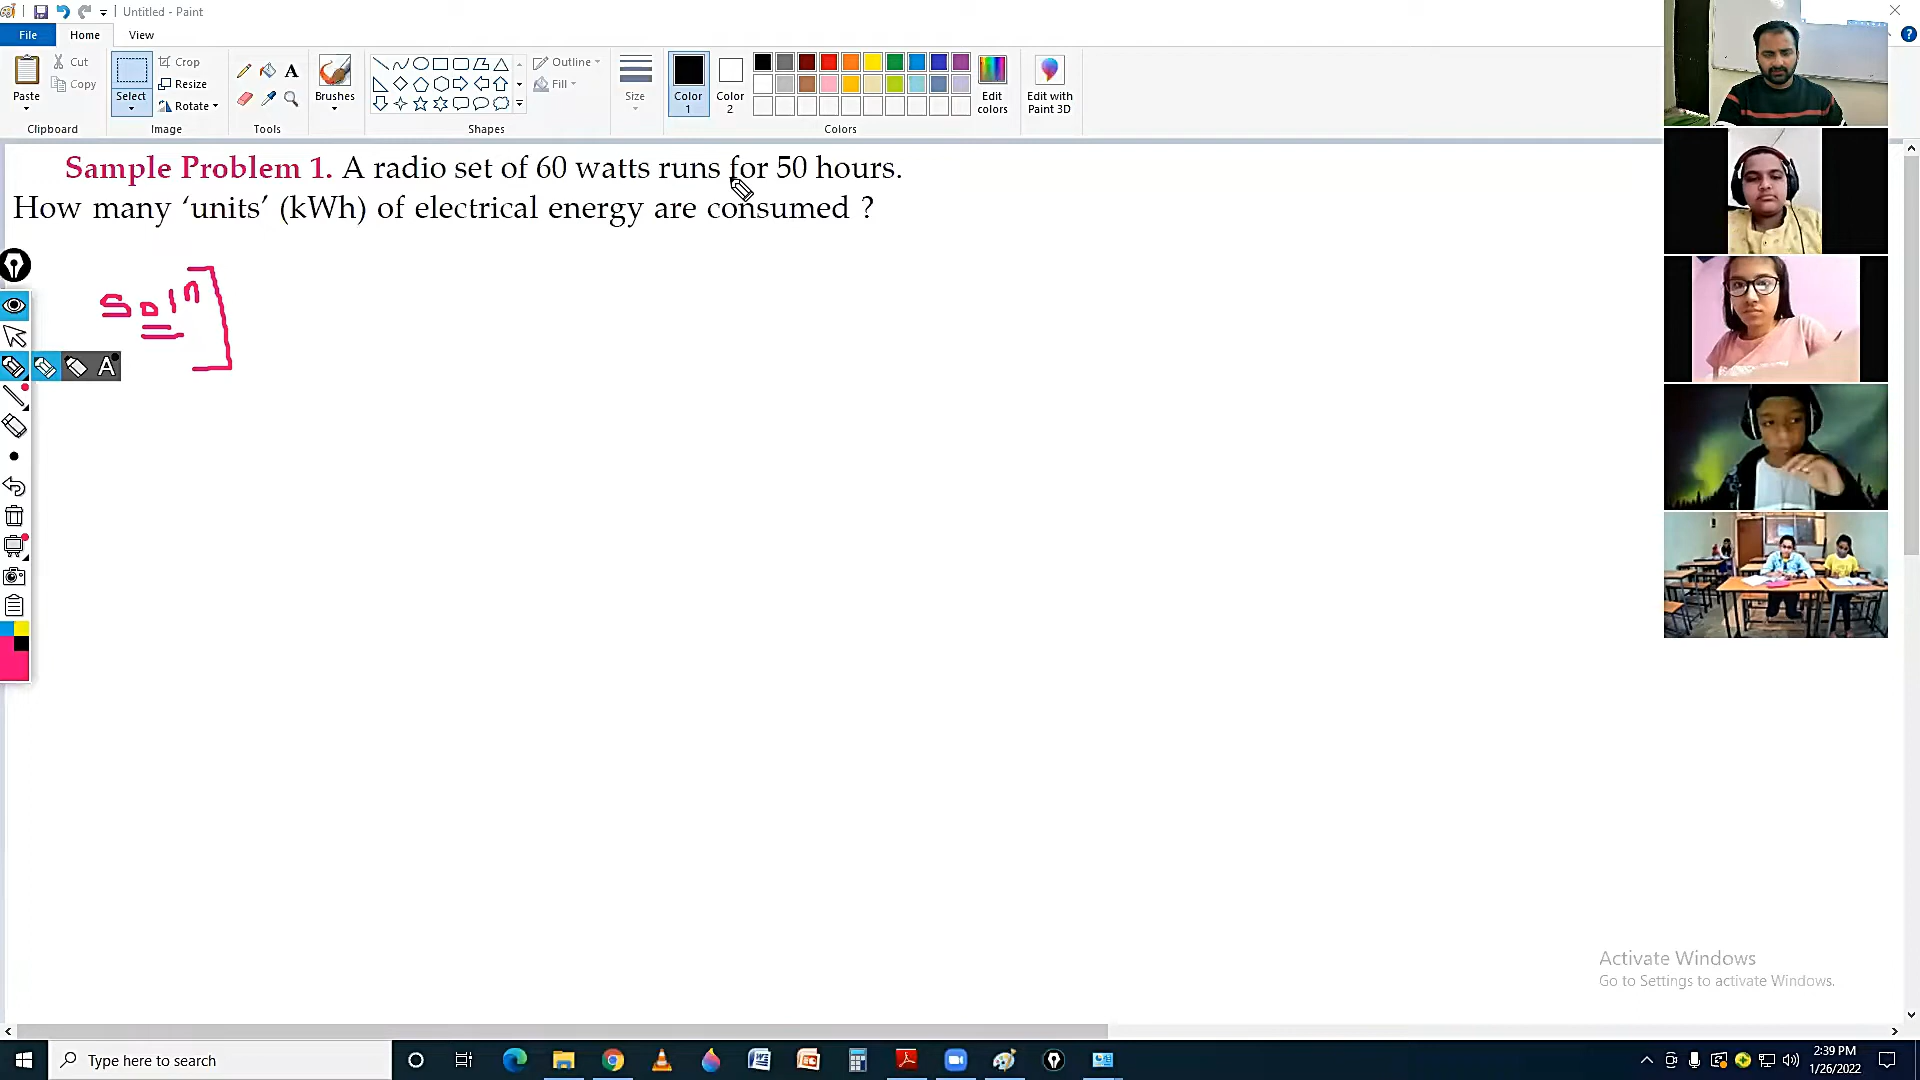 Untitled - Paint
File Home View
Paste
Cut
Copy
Clipboard
Select
Crop
Resize
Rotate
Image
A
Tools
Brushes
Shapes
Outline
Fill
Size
Color 1
Color 2
Colors
Edit colors
Edit with Paint 3D
Sample Problem 1. A radio set of 60 watts runs for 50 hours.
How many ‘units’ (kWh) of electrical energy are consumed ?
Soln
A
Activate Windows
Go to Settings to activate Windows.
Type here to search
2:39 PM
1/26/2022